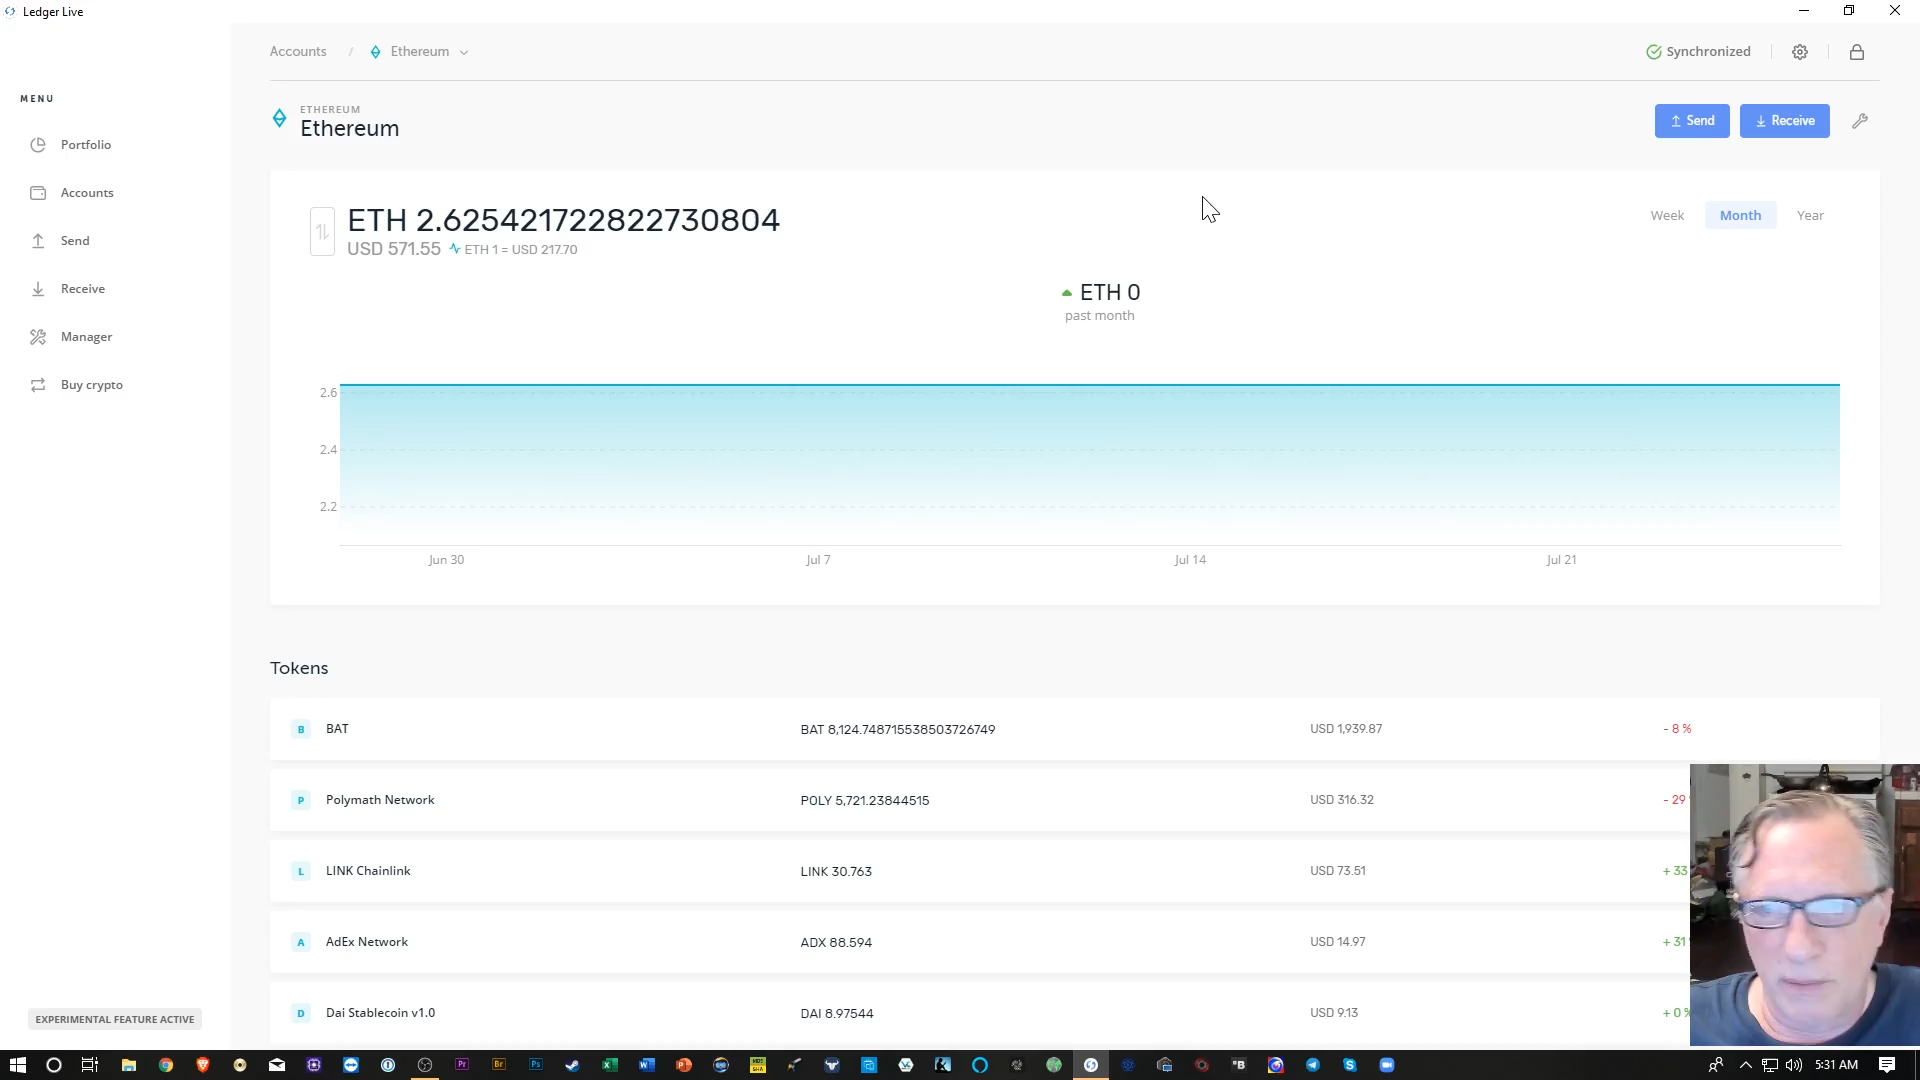 Ledger Live
Accounts / Ethereum
Synchronized
MENU
Portfolio
Accounts
Send
Receive
Manager
Buy crypto
EXPERIMENTAL FEATURE ACTIVE
ETHEREUM
Ethereum
Send
Receive
ETH 2.625421722822730804
USD 571.55 ETH 1 = USD 217.70
Week Month Year
ETH 0
past month
2.6
2.4
2.2
Jun 30 Jul 7 Jul 14 Jul 21
Tokens
B BAT BAT 8,124.748715538503726749 USD 1,939.87 - 8 %
P Polymath Network POLY 5,721.23844515 USD 316.32 - 29
L LINK Chainlink LINK 30.763 USD 73.51 + 33
A AdEx Network ADX 88.594 USD 14.97 + 31
D Dai Stablecoin v1.0 DAI 8.97544 USD 9.13 + 0 %
5:31 AM